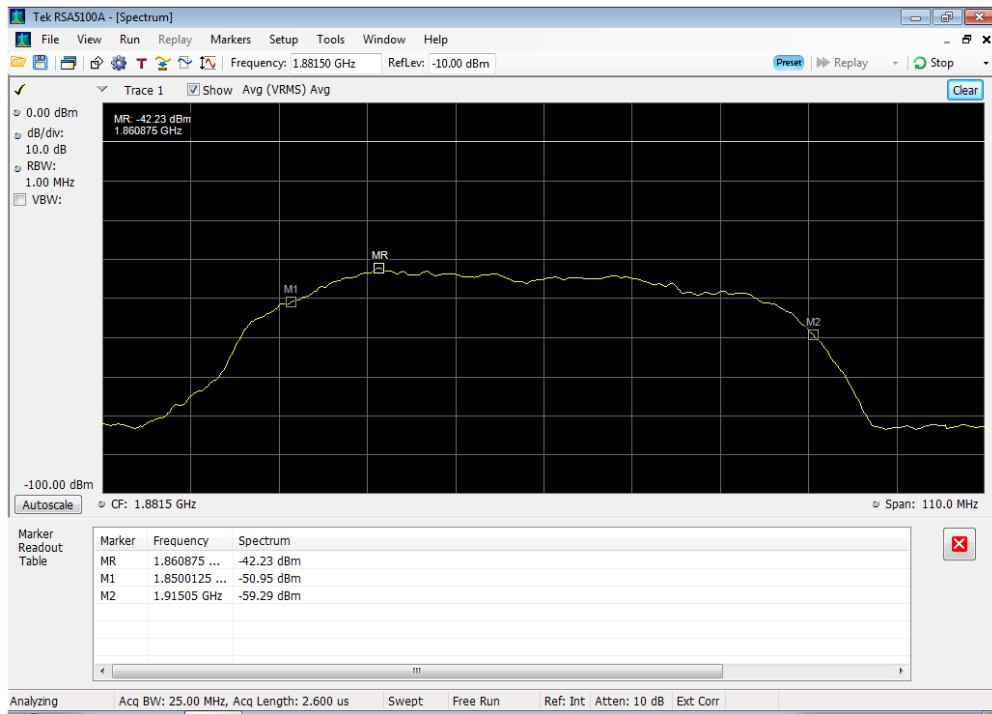 Tek RSA5100A - [Spectrum]
File View Run Replay Markers Setup Tools Window Help
T Frequency: 1.88150 GHz RefLev: -10.00 dBm Preset Replay Stop
Trace 1 Show Avg (VRMS) Avg Clear
0.00 dBm
dB/div:
10.0 dB
RBW:
1.00 MHz
VBW:
MR: -42.23 dBm
1.860875 GHz
MR
M1
M2
-100.00 dBm
Autoscale CF: 1.8815 GHz Span: 110.0 MHz
Marker
Readout
Table
Marker Frequency Spectrum
MR 1.860875 ... -42.23 dBm
M1 1.8500125 ... -50.95 dBm
M2 1.91505 GHz -59.29 dBm
Analyzing Acq BW: 25.00 MHz, Acq Length: 2.600 us Swept Free Run Ref: Int Atten: 10 dB Ext Corr